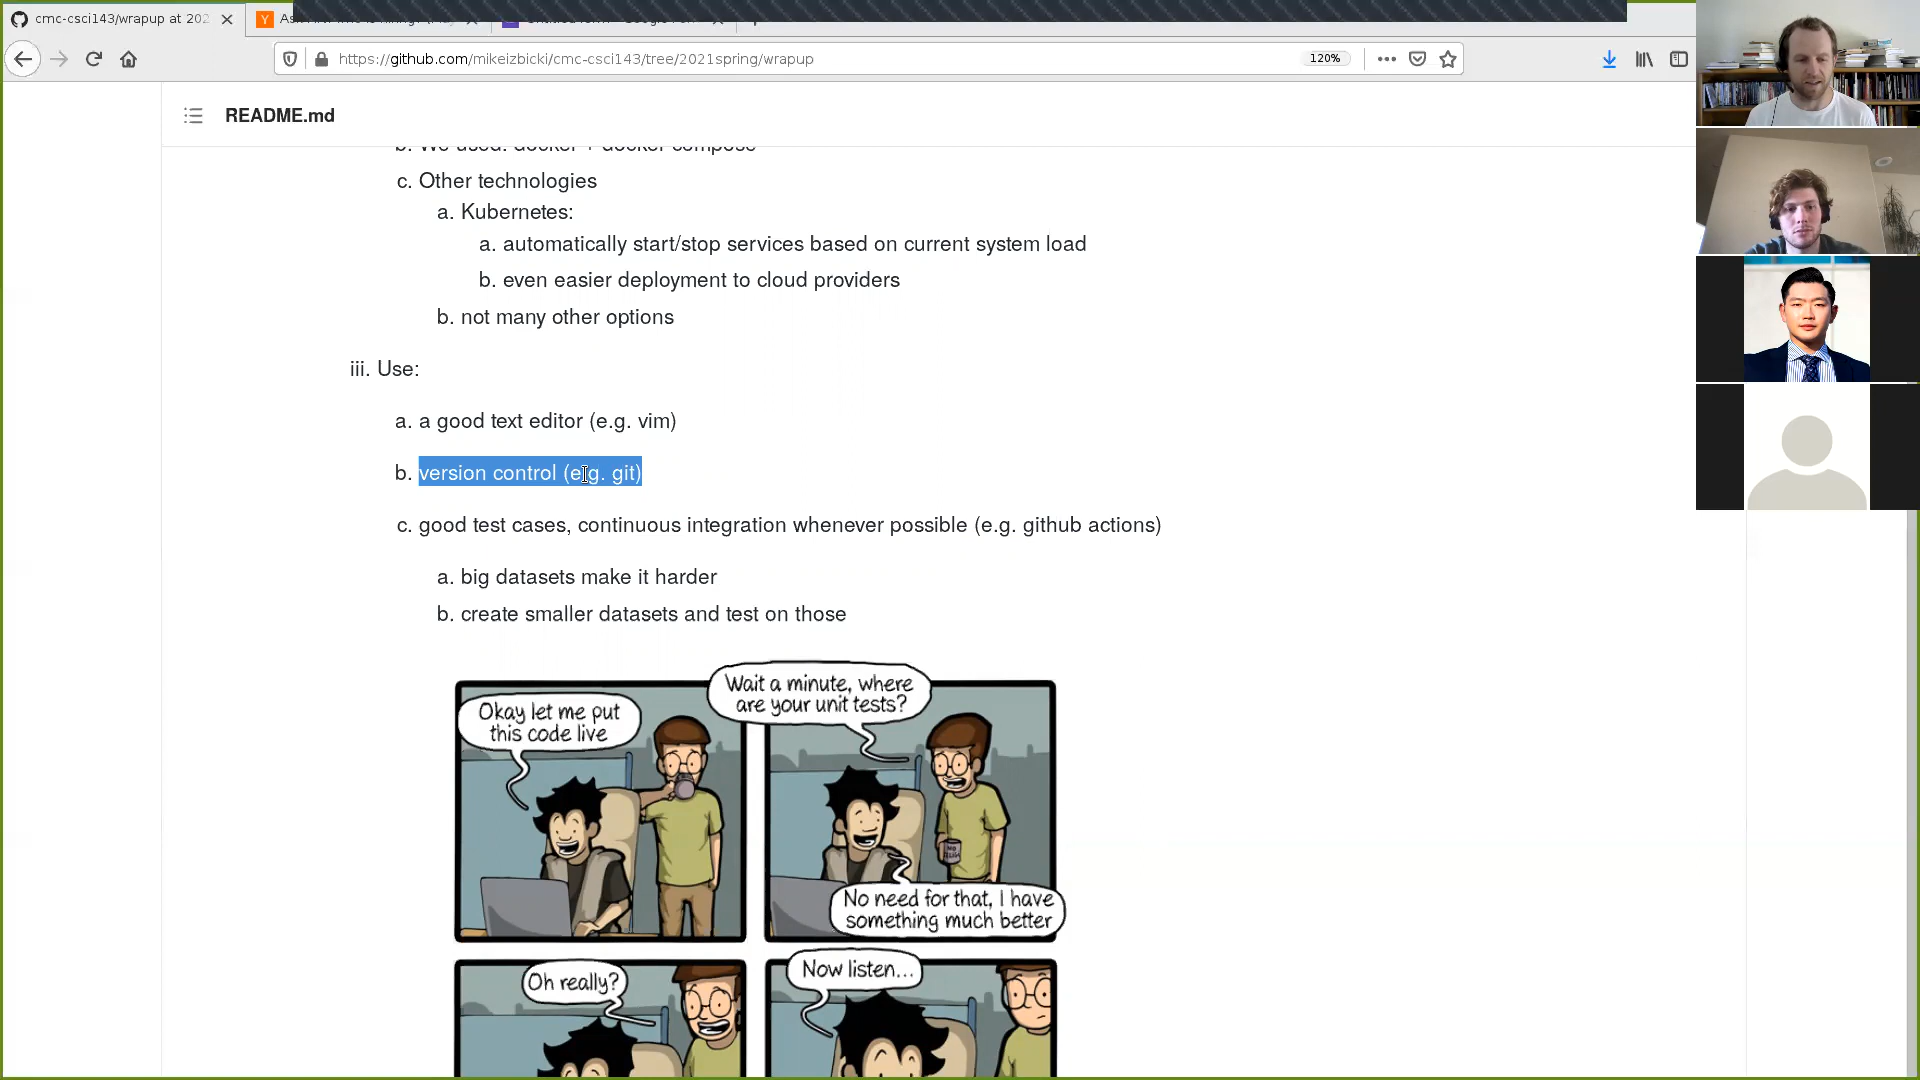 cmc-csci143/wrapup at 202
https://github.com/mikeizbicki/cmc-csci143/tree/2021spring/wrapup
120%
README.md
b. We used: docker + docker compose
c. Other technologies
a. Kubernetes:
a. automatically start/stop services based on current system load
b. even easier deployment to cloud providers
b. not many other options
iii. Use:
a. a good text editor (e.g. vim)
b. version control (e.g. git)
c. good test cases, continuous integration whenever possible (e.g. github actions)
a. big datasets make it harder
b. create smaller datasets and test on those
Okay let me put
this code live
Wait a minute, where
are your unit tests?
No need for that, I have
something much better
Oh really?
Now listen...